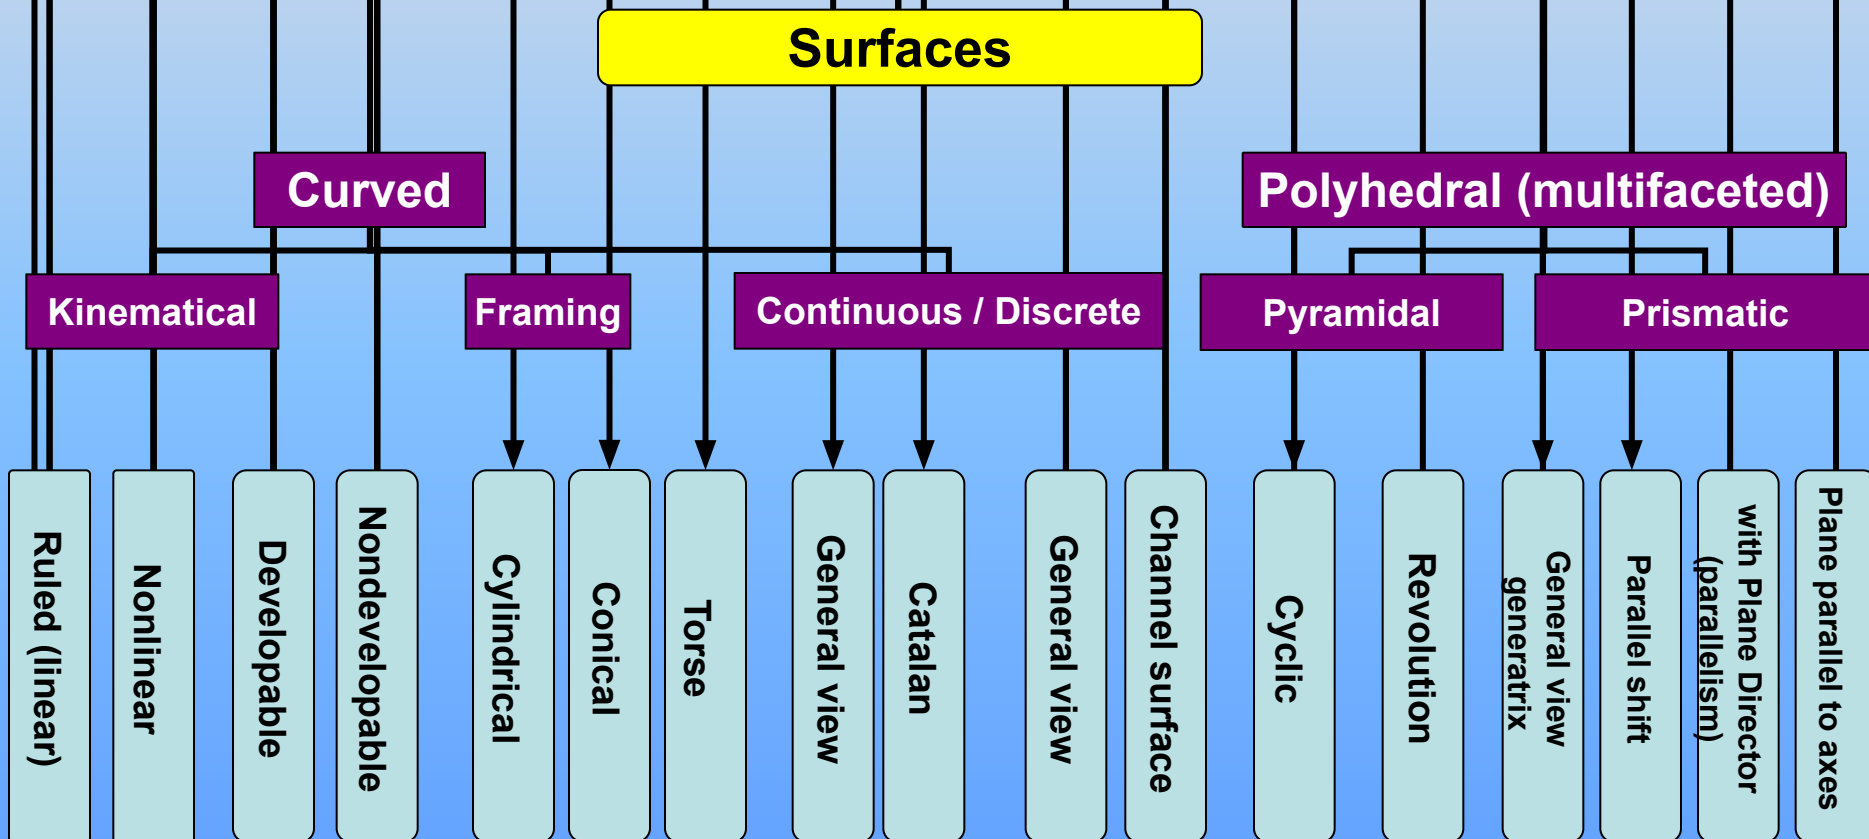 Surfaces
Curved
Polyhedral (multifaceted)
Kinematical
Framing
Continuous / Discrete
Pyramidal
Prismatic
Ruled (linear)
Nonlinear
Developable
Nondevelopable
Cylindrical
Conical
Torse
General view
Catalan
General view
Channel surface
Cyclic
Revolution
General view
generatrix
Parallel shift
with Plane Director
(parallelism)
Plane parallel to axes